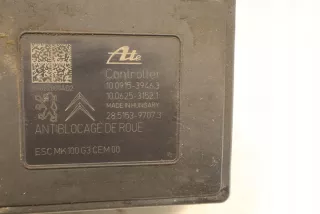 Ate
Controller
10.0915-3946.3
10.0625-3152.1
MADE IN HUNGARY
28.5153-9707.3
ANTIBLOCAGE DE ROUE
ESC MK100 G3 CEM 00